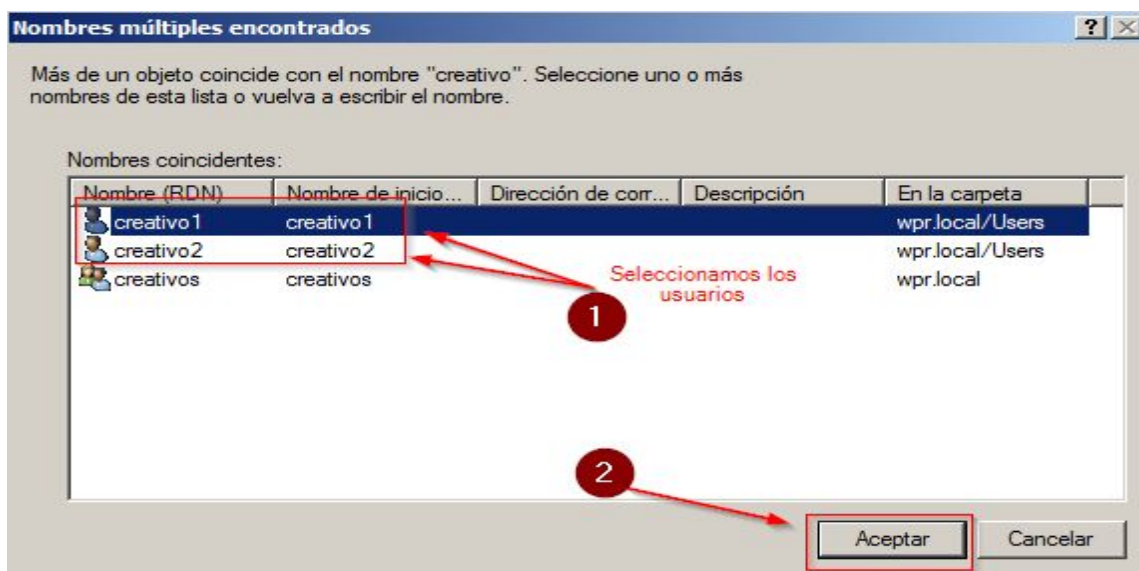 Nombres múltiples encontrados
Más de un objeto coincide con el nombre "creativo". Seleccione uno o más
nombres de esta lista o vuelva a escribir el nombre.
Nombres coincidentes:
Nombre (RDN) Nombre de inicio... Dirección de corr... Descripción En la carpeta
creativo1 creativo1 wpr.local/Users
creativo2 creativo2 wpr.local/Users
creativos creativos wpr.local
Seleccionamos los
usuarios
1
2
Aceptar Cancelar